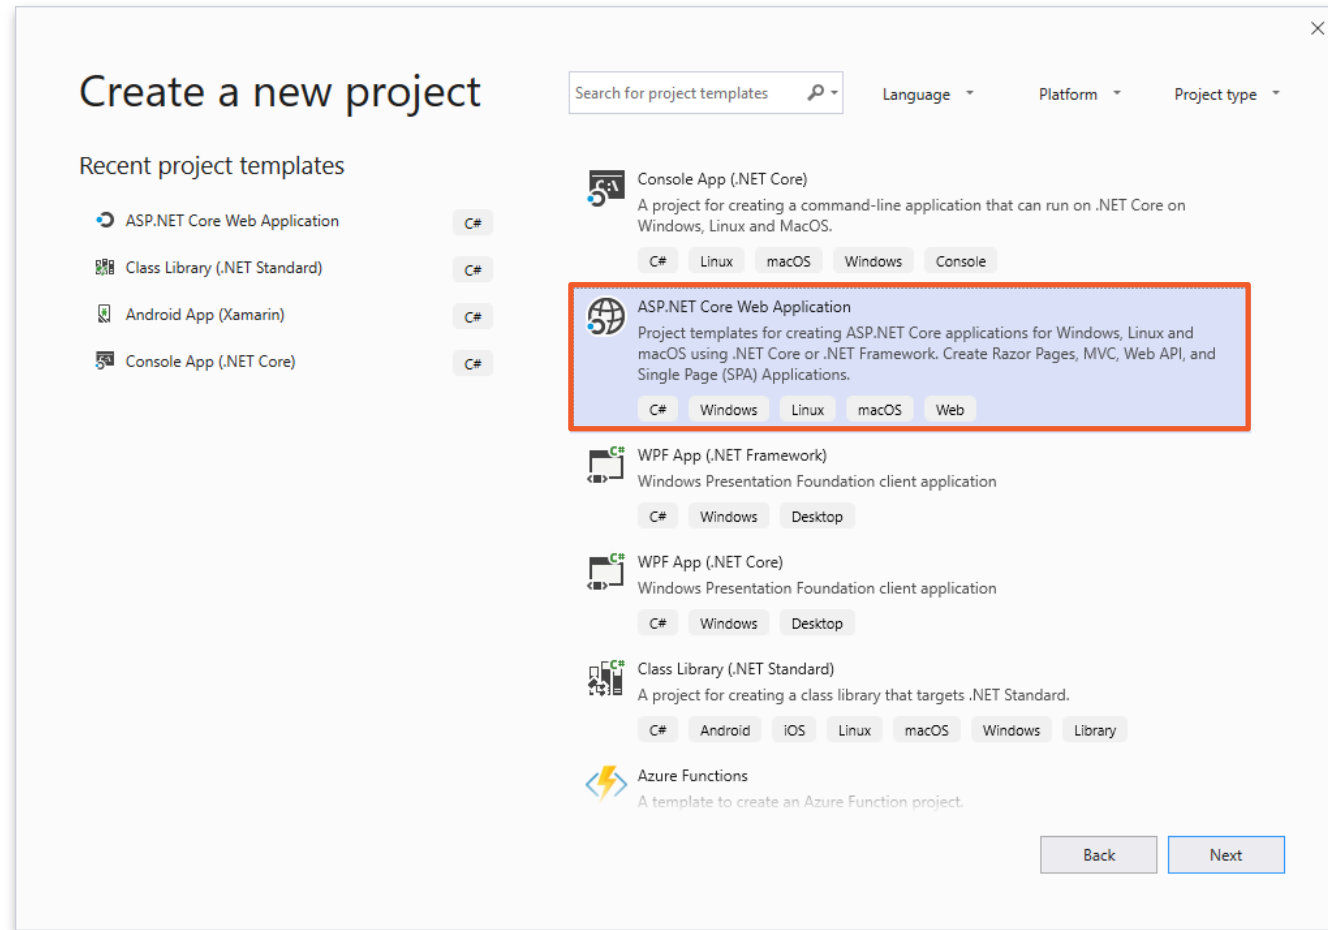 Create a new project
Search for project templates
Language
Platform
Project type
Recent project templates
ASP.NET Core Web Application C#
Class Library (.NET Standard) C#
Android App (Xamarin) C#
Console App (.NET Core) C#
Console App (.NET Core)
A project for creating a command-line application that can run on .NET Core on
Windows, Linux and MacOS.
C# Linux macOS Windows Console
ASP.NET Core Web Application
Project templates for creating ASP.NET Core applications for Windows, Linux and
macOS using .NET Core or .NET Framework. Create Razor Pages, MVC, Web API, and
Single Page (SPA) Applications.
C# Windows Linux macOS Web
WPF App (.NET Framework)
Windows Presentation Foundation client application
C# Windows Desktop
WPF App (.NET Core)
Windows Presentation Foundation client application
C# Windows Desktop
Class Library (.NET Standard)
A project for creating a class library that targets .NET Standard.
C# Android iOS Linux macOS Windows Library
Azure Functions
A template to create an Azure Function project.
Back
Next